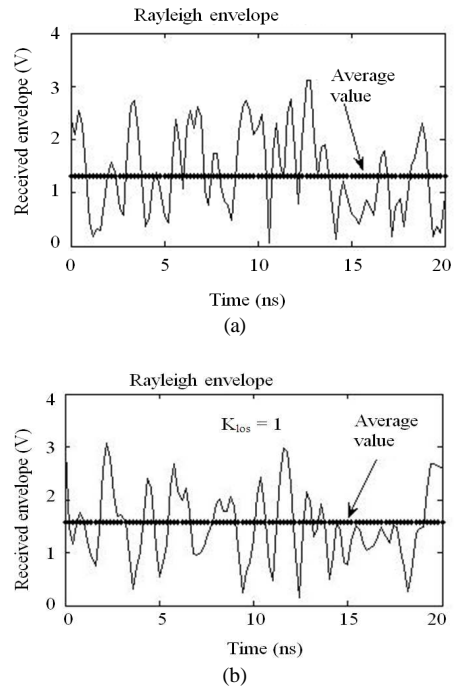 Rayleigh envelope
Received envelope (V)
4
3
2
1
0
Average
value
0
5
10
15
20
Time (ns)
(a)
Rayleigh envelope
Received envelope (V)
4
3
2
1
0
K_los = 1
Average
value
0
5
10
15
20
Time (ns)
(b)